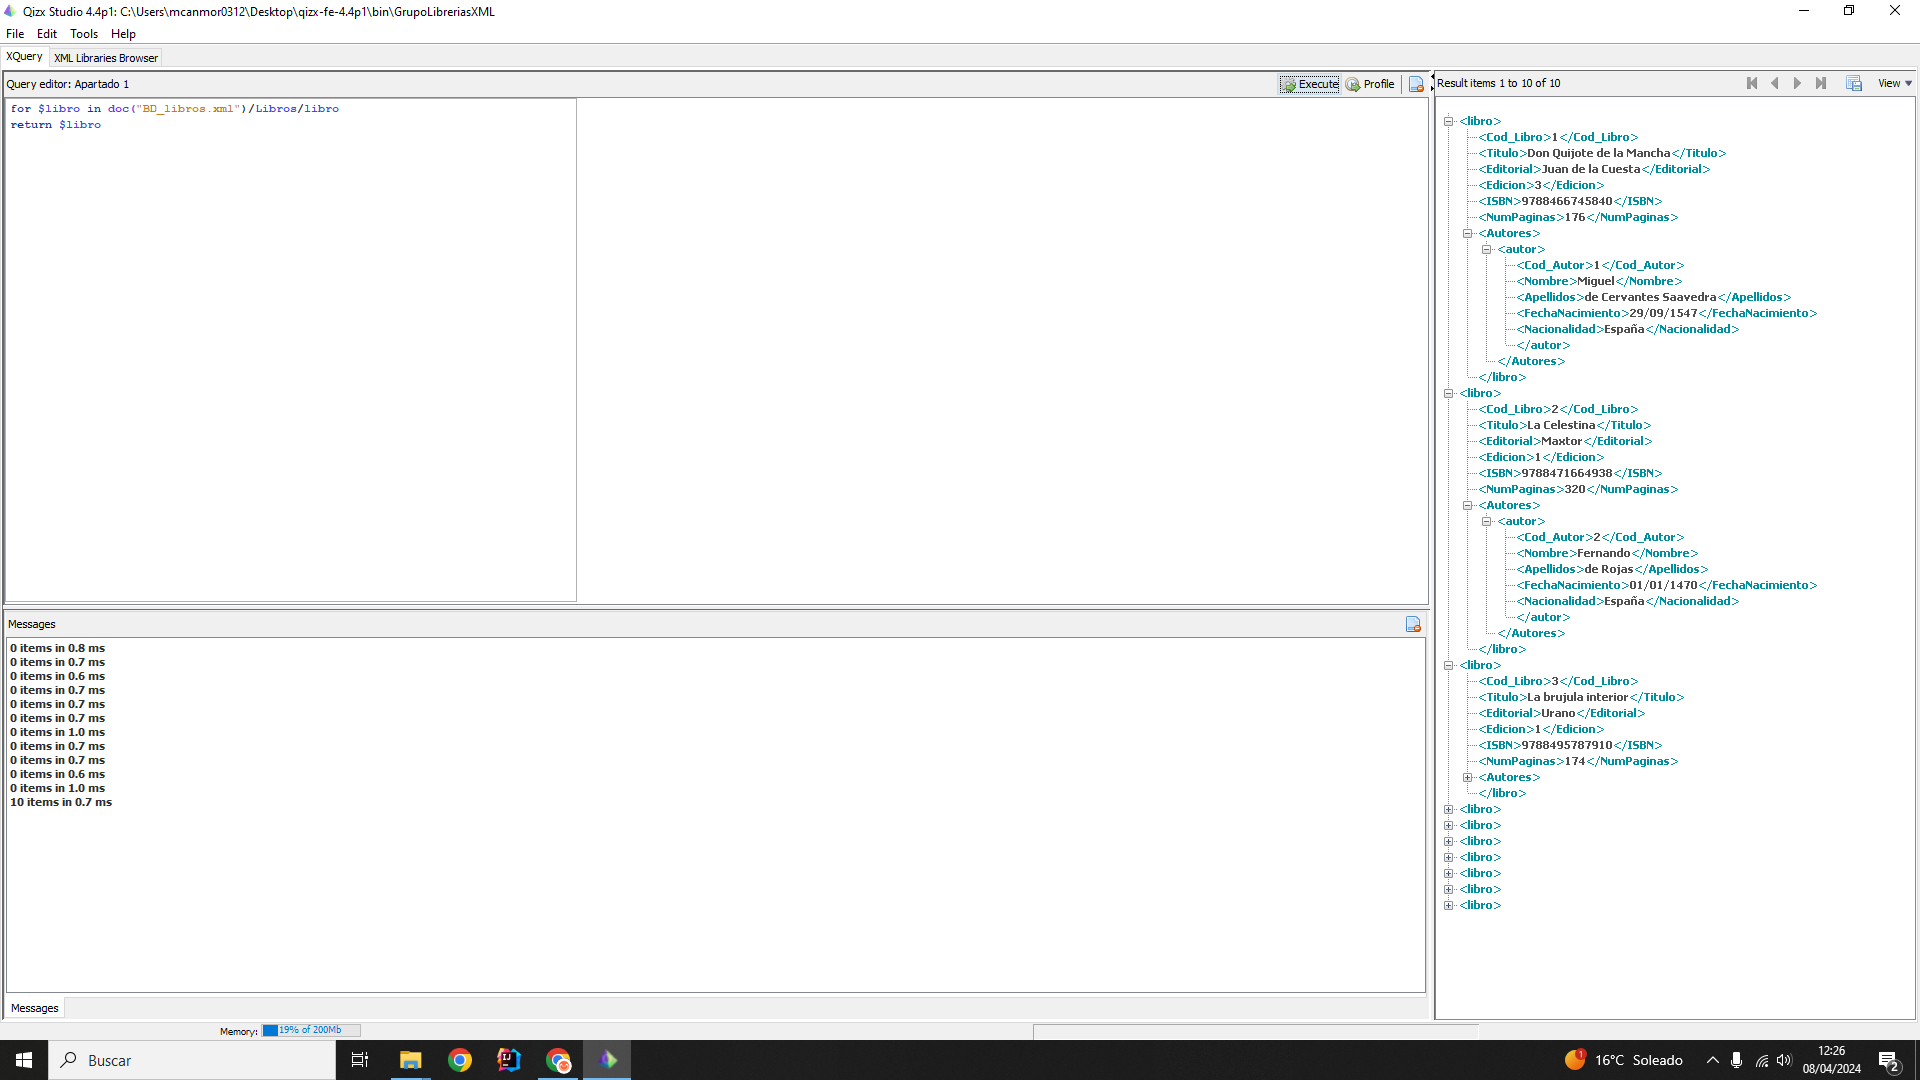 Qizx Studio 4.4p1: C:\Users\mcanmor0312\Desktop\qizx-fe-4.4p1\bin\GrupoLibreriasXML
File Edit Tools Help
XQuery XML Libraries Browser
Query editor: Apartado 1 Execute Profile
for $libro in doc("BD_libros.xml")/Libros/libro
return $libro
Messages
0 items in 0.8 ms
0 items in 0.7 ms
0 items in 0.6 ms
0 items in 0.7 ms
0 items in 0.7 ms
0 items in 0.7 ms
0 items in 1.0 ms
0 items in 0.7 ms
0 items in 0.7 ms
0 items in 0.6 ms
0 items in 1.0 ms
10 items in 0.7 ms
Messages
Memory: 19% of 200Mb
Result items 1 to 10 of 10 View
<libro>
<Cod_Libro>1</Cod_Libro>
<Titulo>Don Quijote de la Mancha</Titulo>
<Editorial>Juan de la Cuesta</Editorial>
<Edicion>3</Edicion>
<ISBN>9788466745840</ISBN>
<NumPaginas>176</NumPaginas>
<Autores>
<autor>
<Cod_Autor>1</Cod_Autor>
<Nombre>Miguel</Nombre>
<Apellidos>de Cervantes Saavedra</Apellidos>
<FechaNacimiento>29/09/1547</FechaNacimiento>
<Nacionalidad>España</Nacionalidad>
</autor>
</Autores>
</libro>
<libro>
<Cod_Libro>2</Cod_Libro>
<Titulo>La Celestina</Titulo>
<Editorial>Maxtor</Editorial>
<Edicion>1</Edicion>
<ISBN>9788471664938</ISBN>
<NumPaginas>320</NumPaginas>
<Autores>
<autor>
<Cod_Autor>2</Cod_Autor>
<Nombre>Fernando</Nombre>
<Apellidos>de Rojas</Apellidos>
<FechaNacimiento>01/01/1470</FechaNacimiento>
<Nacionalidad>España</Nacionalidad>
</autor>
</Autores>
</libro>
<libro>
<Cod_Libro>3</Cod_Libro>
<Titulo>La brujula interior</Titulo>
<Editorial>Urano</Editorial>
<Edicion>1</Edicion>
<ISBN>9788495787910</ISBN>
<NumPaginas>174</NumPaginas>
<Autores>
</libro>
<libro>
<libro>
<libro>
<libro>
<libro>
<libro>
<libro>
Buscar
1
16°C Soleado
12:26
08/04/2024
2